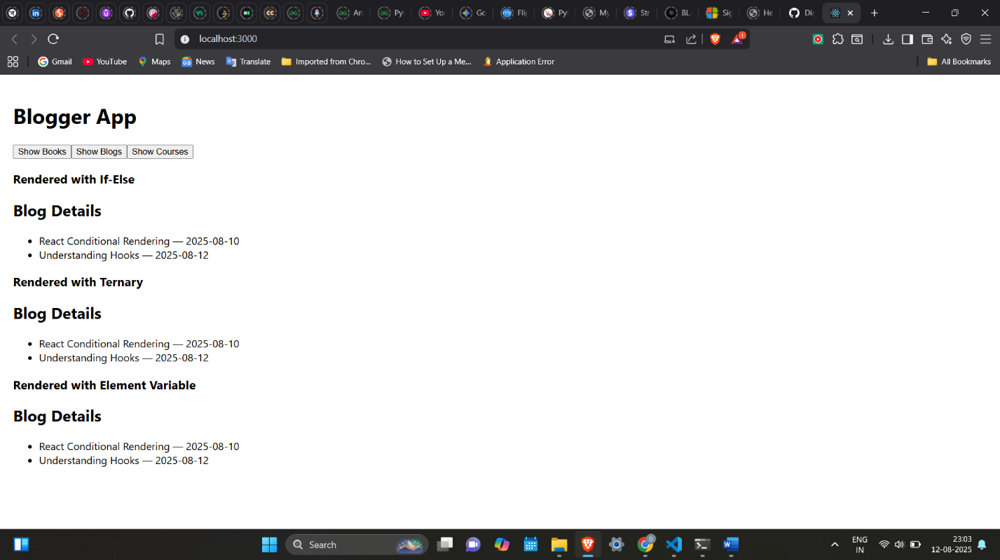 Ar
Py
Yo
Go
Fli
Py
My
Str
BL
Sig
He
Di
localhost:3000
1
Gmail
YouTube
Maps
News
Translate
Imported from Chro...
How to Set Up a Me...
Application Error
All Bookmarks
Blogger App
Show Books Show Blogs Show Courses
Rendered with If-Else
Blog Details
• React Conditional Rendering — 2025-08-10
• Understanding Hooks — 2025-08-12
Rendered with Ternary
Blog Details
• React Conditional Rendering — 2025-08-10
• Understanding Hooks — 2025-08-12
Rendered with Element Variable
Blog Details
• React Conditional Rendering — 2025-08-10
• Understanding Hooks — 2025-08-12
Search
ENG
IN
23:03
12-08-2025